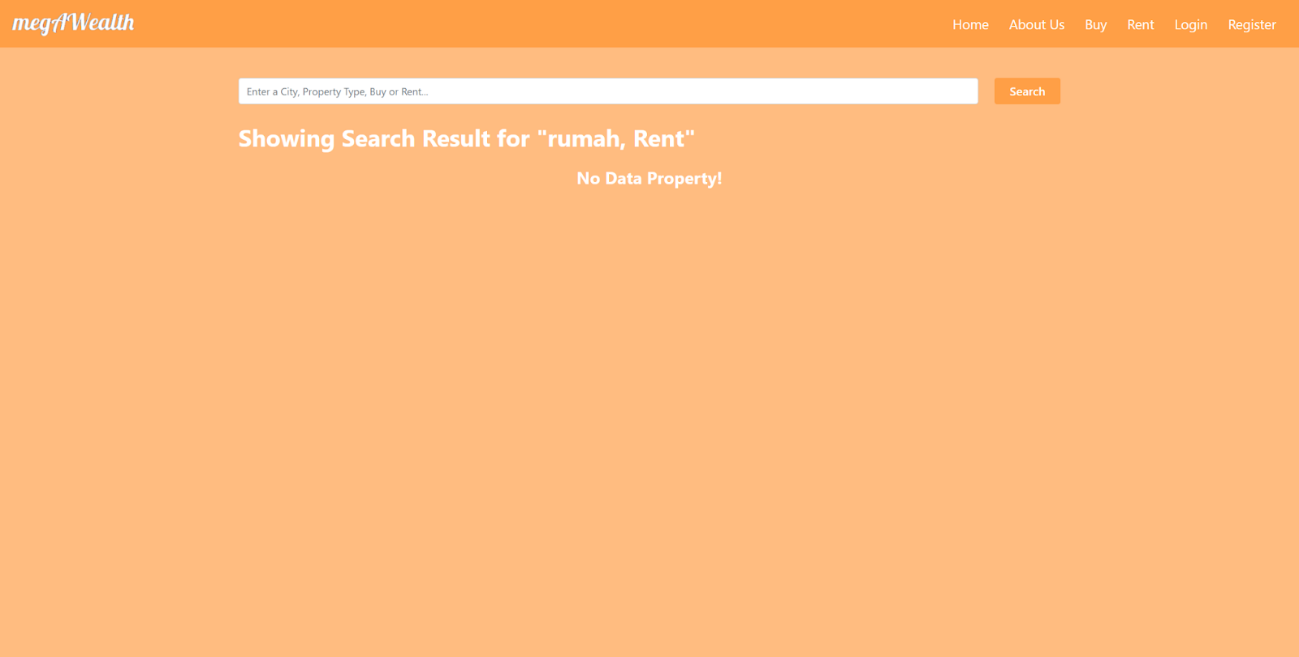 megAWealth
Home About Us Buy Rent Login Register
Enter a City, Property Type, Buy or Rent...
Search
Showing Search Result for "rumah, Rent"
No Data Property!